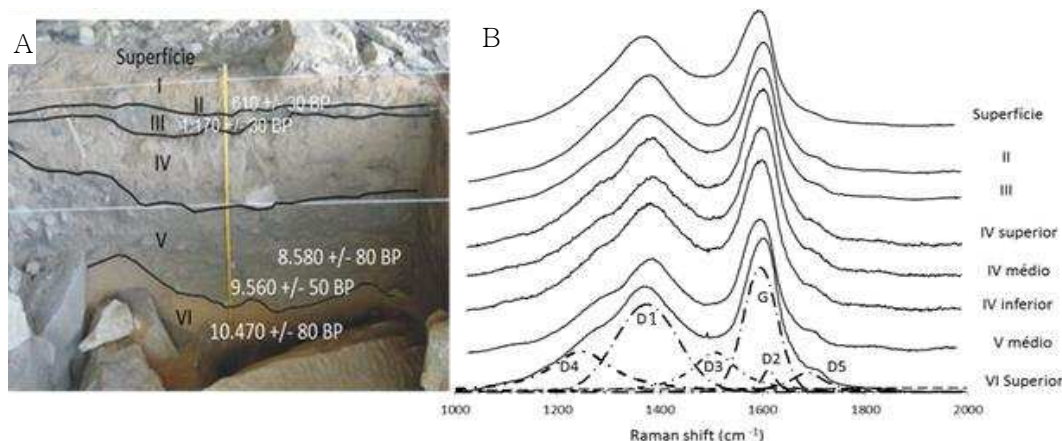 A
Superfície
I
II 610 +/- 30 BP
III 1.170 +/- 30 BP
IV
V
8.580 +/- 80 BP
9.560 +/- 50 BP
VI
10.470 +/- 80 BP
B
Superfície
II
III
IV superior
IV médio
IV inferior
V médio
VI Superior
D4
D1
D3
G
D2
D5
1000
1200
1400
1600
1800
2000
Raman shift (cm⁻¹)